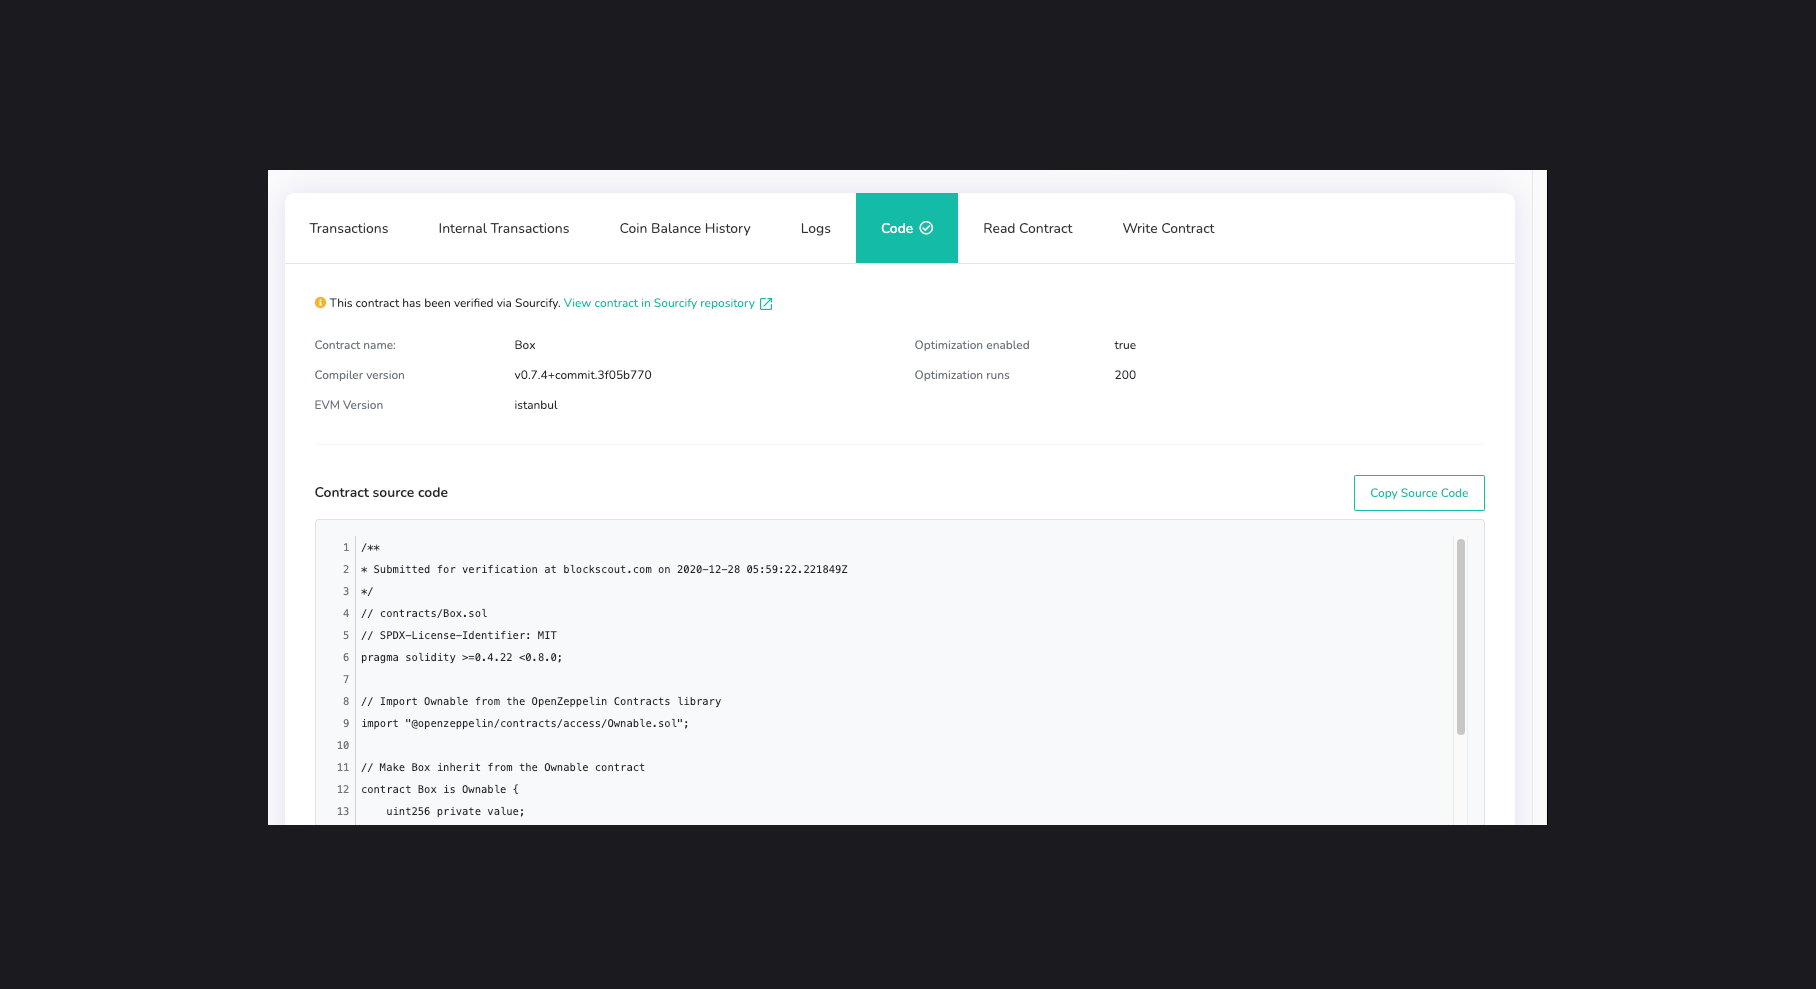 Transactions Internal Transactions Coin Balance History Logs Code Read Contract Write Contract
This contract has been verified via Sourcify. View contract in Sourcify repository
Contract name: Box Optimization enabled true
Compiler version v0.7.4+commit.3f05b770 Optimization runs 200
EVM Version istanbul
Contract source code Copy Source Code
1 /**
2 * Submitted for verification at blockscout.com on 2020-12-28 05:59:22.221849Z
3 */
4 // contracts/Box.sol
5 // SPDX-License-Identifier: MIT
6 pragma solidity >=0.4.22 <0.8.0;
7
8 // Import Ownable from the OpenZeppelin Contracts library
9 import "@openzeppelin/contracts/access/Ownable.sol";
10
11 // Make Box inherit from the Ownable contract
12 contract Box is Ownable {
13     uint256 private value;